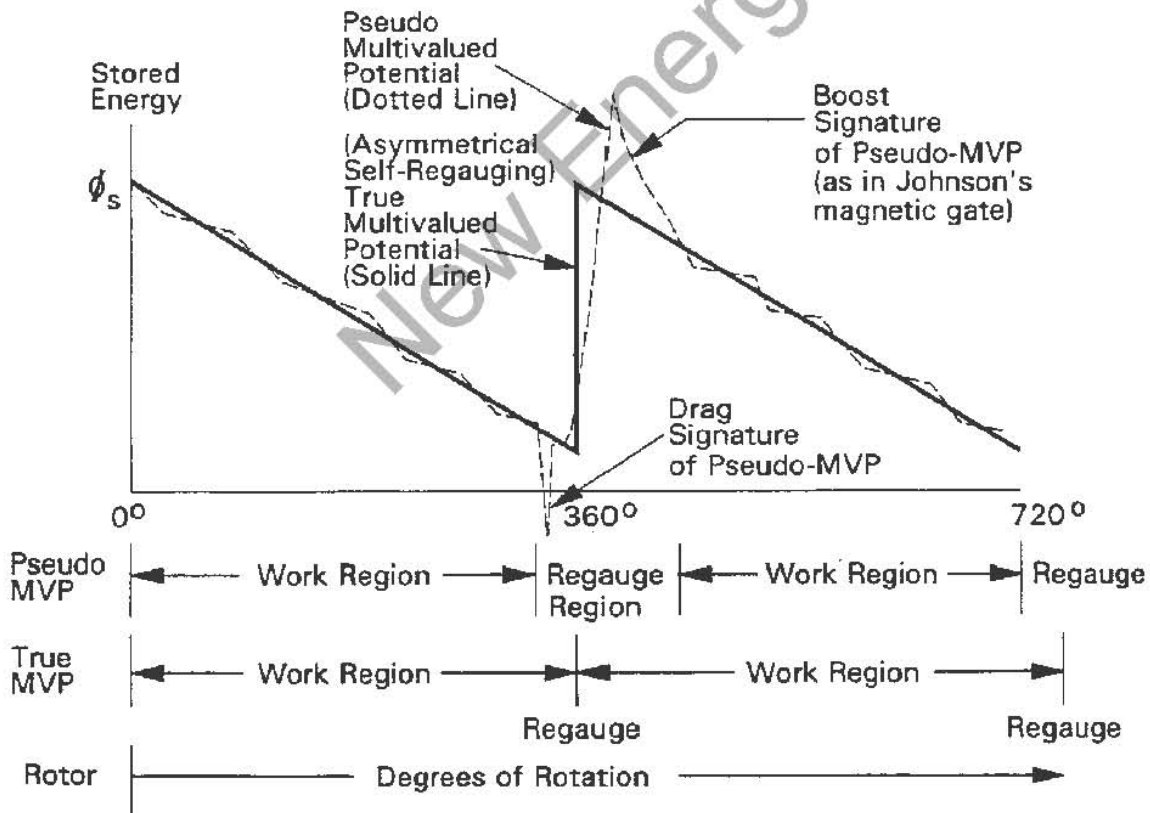 Pseudo
Multivalued
Potential
(Dotted Line)
Stored
Energy
Boost
Signature
of Pseudo-MVP
(as in Johnson's
magnetic gate)
(Asymmetrical
Self-Regauging)
True
Multivalued
Potential
(Solid Line)
ϕs
New Energ
Drag
Signature
of Pseudo-MVP
0° 360° 720°
Pseudo
MVP
Work Region
Regauge
Region
Work Region
Regauge
True
MVP
Work Region
Work Region
Regauge
Regauge
Rotor
Degrees of Rotation